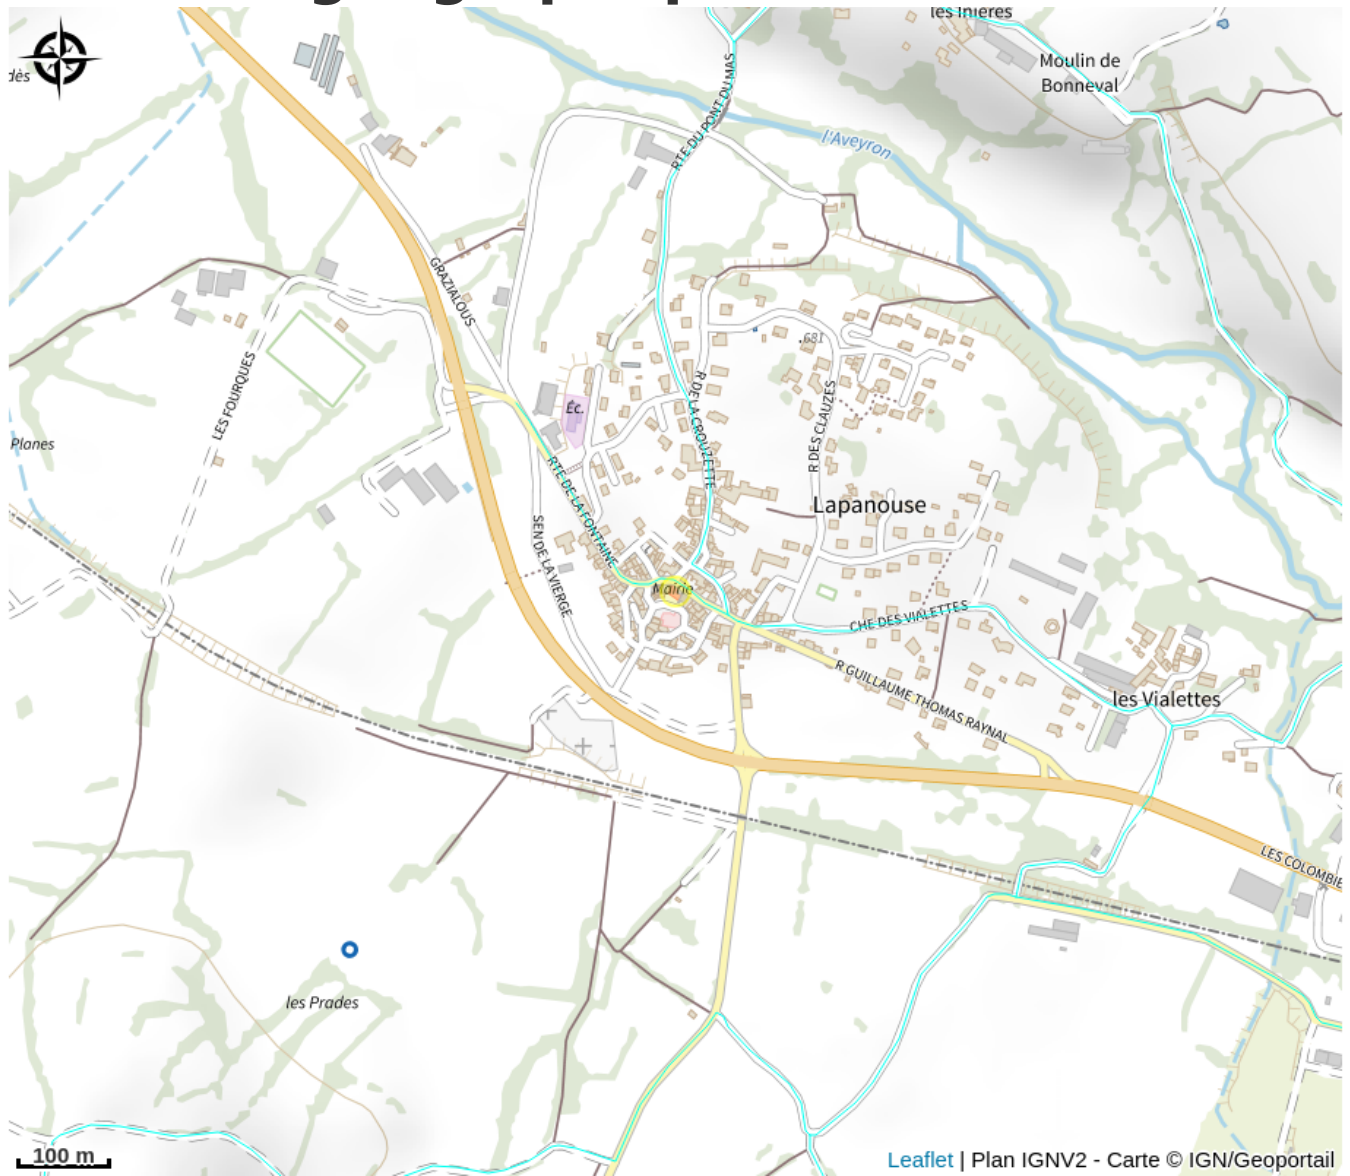 les Inières
Moulin de
Bonneval
dès
RTE DU PONT DU MAS
l'Aveyron
GRAZIALOUS
.681
LES FOURQUES
R DE LA CROUZETTE
R DES CLAUZES
Éc.
Planes
RTE DE LA FONTAINE
Lapanouse
SEN DE LA VIERGE
Mairie
CHE DES VIALETTES
R GUILLAUME THOMAS RAYNAL
les Vialettes
LES COLOMBIE
les Prades
100 m
Leaflet | Plan IGNV2 - Carte © IGN/Geoportail